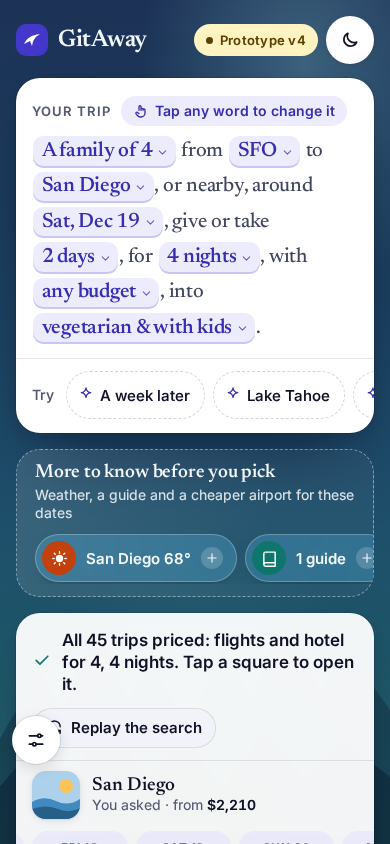 GitAway
Prototype v4
YOUR TRIP
Tap any word to change it
A family of 4 from SFO to
San Diego, or nearby, around
Sat, Dec 19, give or take
2 days, for 4 nights, with
any budget, into
vegetarian & with kids.
Try
A week later
Lake Tahoe
More to know before you pick
Weather, a guide and a cheaper airport for these
dates
San Diego 68°
1 guide
All 45 trips priced: flights and hotel
for 4, 4 nights. Tap a square to open
it.
Replay the search
San Diego
You asked · from $2,210